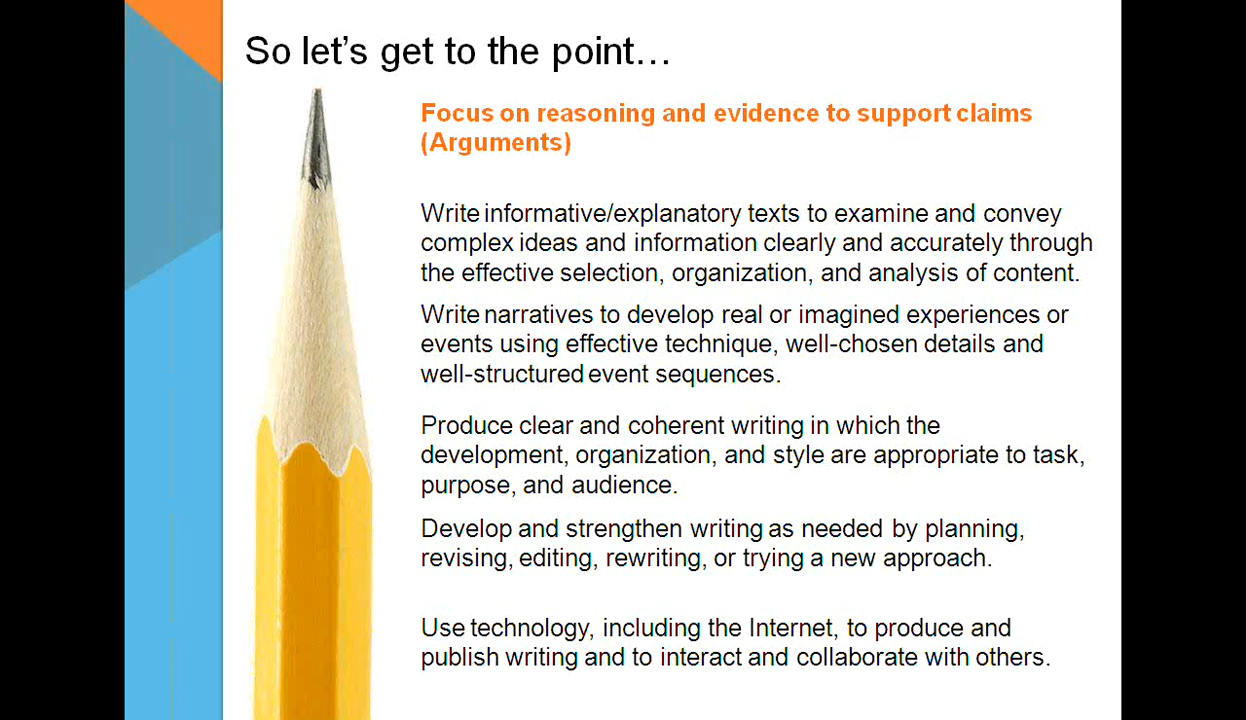 So let's get to the point…
Focus on reasoning and evidence to support claims
(Arguments)
Write informative/explanatory texts to examine and convey
complex ideas and information clearly and accurately through
the effective selection, organization, and analysis of content.
Write narratives to develop real or imagined experiences or
events using effective technique, well-chosen details and
well-structured event sequences.
Produce clear and coherent writing in which the
development, organization, and style are appropriate to task,
purpose, and audience.
Develop and strengthen writing as needed by planning,
revising, editing, rewriting, or trying a new approach.
Use technology, including the Internet, to produce and
publish writing and to interact and collaborate with others.